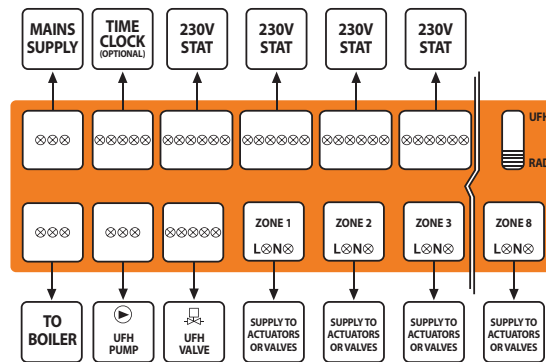 MAINS
SUPPLY
TIME
CLOCK
(OPTIONAL)
230V
STAT
230V
STAT
230V
STAT
230V
STAT
UFH
RAD
ZONE 1
L N
ZONE 2
L N
ZONE 3
L N
ZONE 8
L N
TO
BOILER
UFH
PUMP
UFH
VALVE
SUPPLY TO
ACTUATORS
OR VALVES
SUPPLY TO
ACTUATORS
OR VALVES
SUPPLY TO
ACTUATORS
OR VALVES
SUPPLY TO
ACTUATORS
OR VALVES